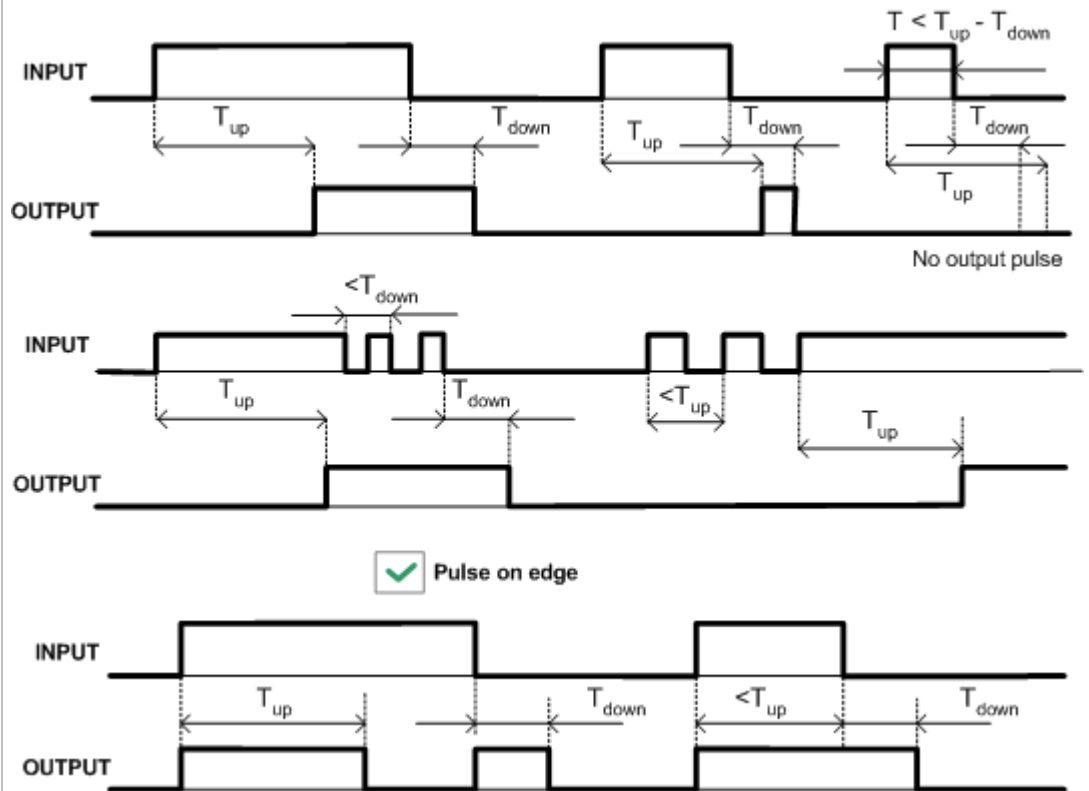 T < Tup - Tdown
INPUT
Tup
Tdown
Tup
Tdown
Tdown
Tup
OUTPUT
No output pulse
<Tdown
INPUT
Tup
Tdown
<Tup
Tup
OUTPUT
Pulse on edge
INPUT
Tup
Tdown
<Tup
Tdown
OUTPUT